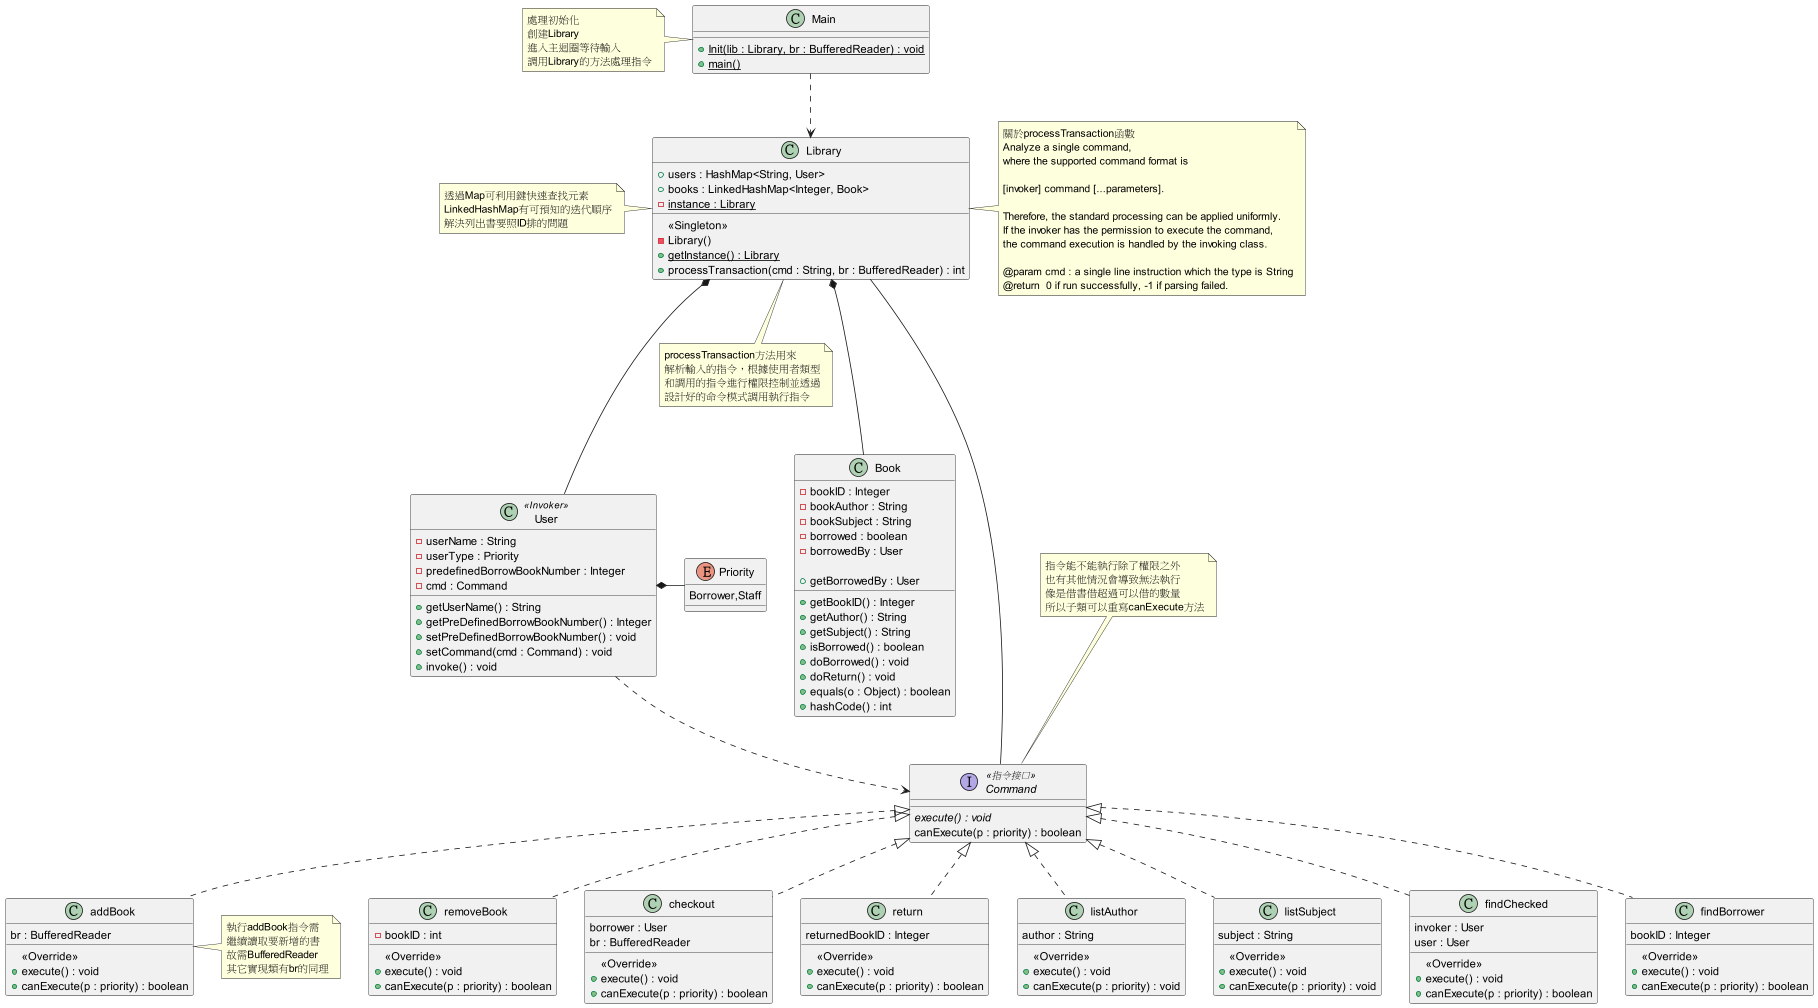 處理初始化
創建Library
進入主迴圈等待輸入
調用Library的方法處理指令
C Main
Init(lib : Library, br : BufferedReader) : void
main()
透過Map可利用鍵快速查找元素
LinkedHashMap有可預知的迭代順序
解決列出書要照ID排的問題
C Library
users : HashMap<String, User>
books : LinkedHashMap<Integer, Book>
instance : Library
«Singleton»
Library()
getInstance() : Library
processTransaction(cmd : String, br : BufferedReader) : int
關於processTransaction函數
Analyze a single command,
where the supported command format is
[invoker] command [...parameters].
Therefore, the standard processing can be applied uniformly.
If the invoker has the permission to execute the command,
the command execution is handled by the invoking class.
@param cmd : a single line instruction which the type is String
@return  0 if run successfully, -1 if parsing failed.
processTransaction方法用來
解析輸入的指令，根據使用者類型
和調用的指令進行權限控制並透過
設計好的命令模式調用執行指令
C «Invoker»
User
userName : String
userType : Priority
predefinedBorrowBookNumber : Integer
cmd : Command
getUserName() : String
getPreDefinedBorrowBookNumber() : Integer
setPreDefinedBorrowBookNumber() : void
setCommand(cmd : Command) : void
invoke() : void
E Priority
Borrower,Staff
C Book
bookID : Integer
bookAuthor : String
bookSubject : String
borrowed : boolean
borrowedBy : User
getBorrowedBy : User
getBookID() : Integer
getAuthor() : String
getSubject() : String
isBorrowed() : boolean
doBorrowed() : void
doReturn() : void
equals(o : Object) : boolean
hashCode() : int
指令能不能執行除了權限之外
也有其他情況會導致無法執行
像是借書借超過可以借的數量
所以子類可以重寫canExecute方法
I «指令接口»
Command
execute() : void
canExecute(p : priority) : boolean
C addBook
br : BufferedReader
«Override»
execute() : void
canExecute(p : priority) : boolean
執行addBook指令需
繼續讀取要新增的書
故需BufferedReader
其它實現類有br的同理
C removeBook
bookID : int
«Override»
execute() : void
canExecute(p : priority) : boolean
C checkout
borrower : User
br : BufferedReader
«Override»
execute() : void
canExecute(p : priority) : boolean
C return
returnedBookID : Integer
«Override»
execute() : void
canExecute(p : priority) : boolean
C listAuthor
author : String
«Override»
execute() : void
canExecute(p : priority) : void
C listSubject
subject : String
«Override»
execute() : void
canExecute(p : priority) : void
C findChecked
invoker : User
user : User
«Override»
execute() : void
canExecute(p : priority) : boolean
C findBorrower
bookID : Integer
«Override»
execute() : void
canExecute(p : priority) : boolean